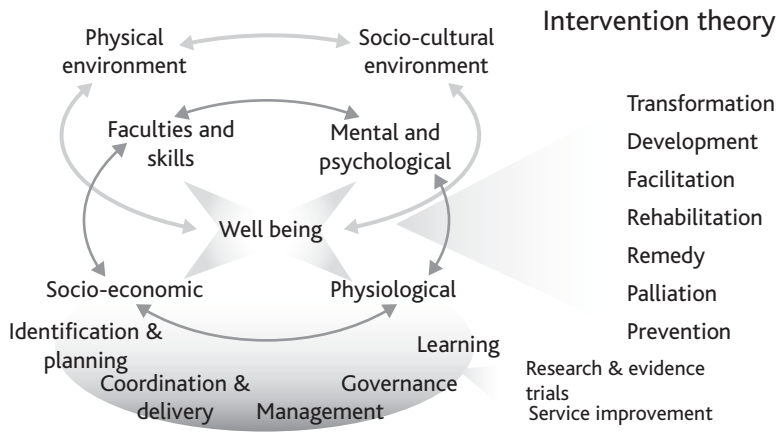 Intervention theory
Physical
environment
Socio-cultural
environment
Faculties and
skills
Mental and
psychological
Well being
Socio-economic
Physiological
Identification &
planning
Coordination &
delivery
Management
Governance
Learning
Transformation
Development
Facilitation
Rehabilitation
Remedy
Palliation
Prevention
Research & evidence
trials
Service improvement